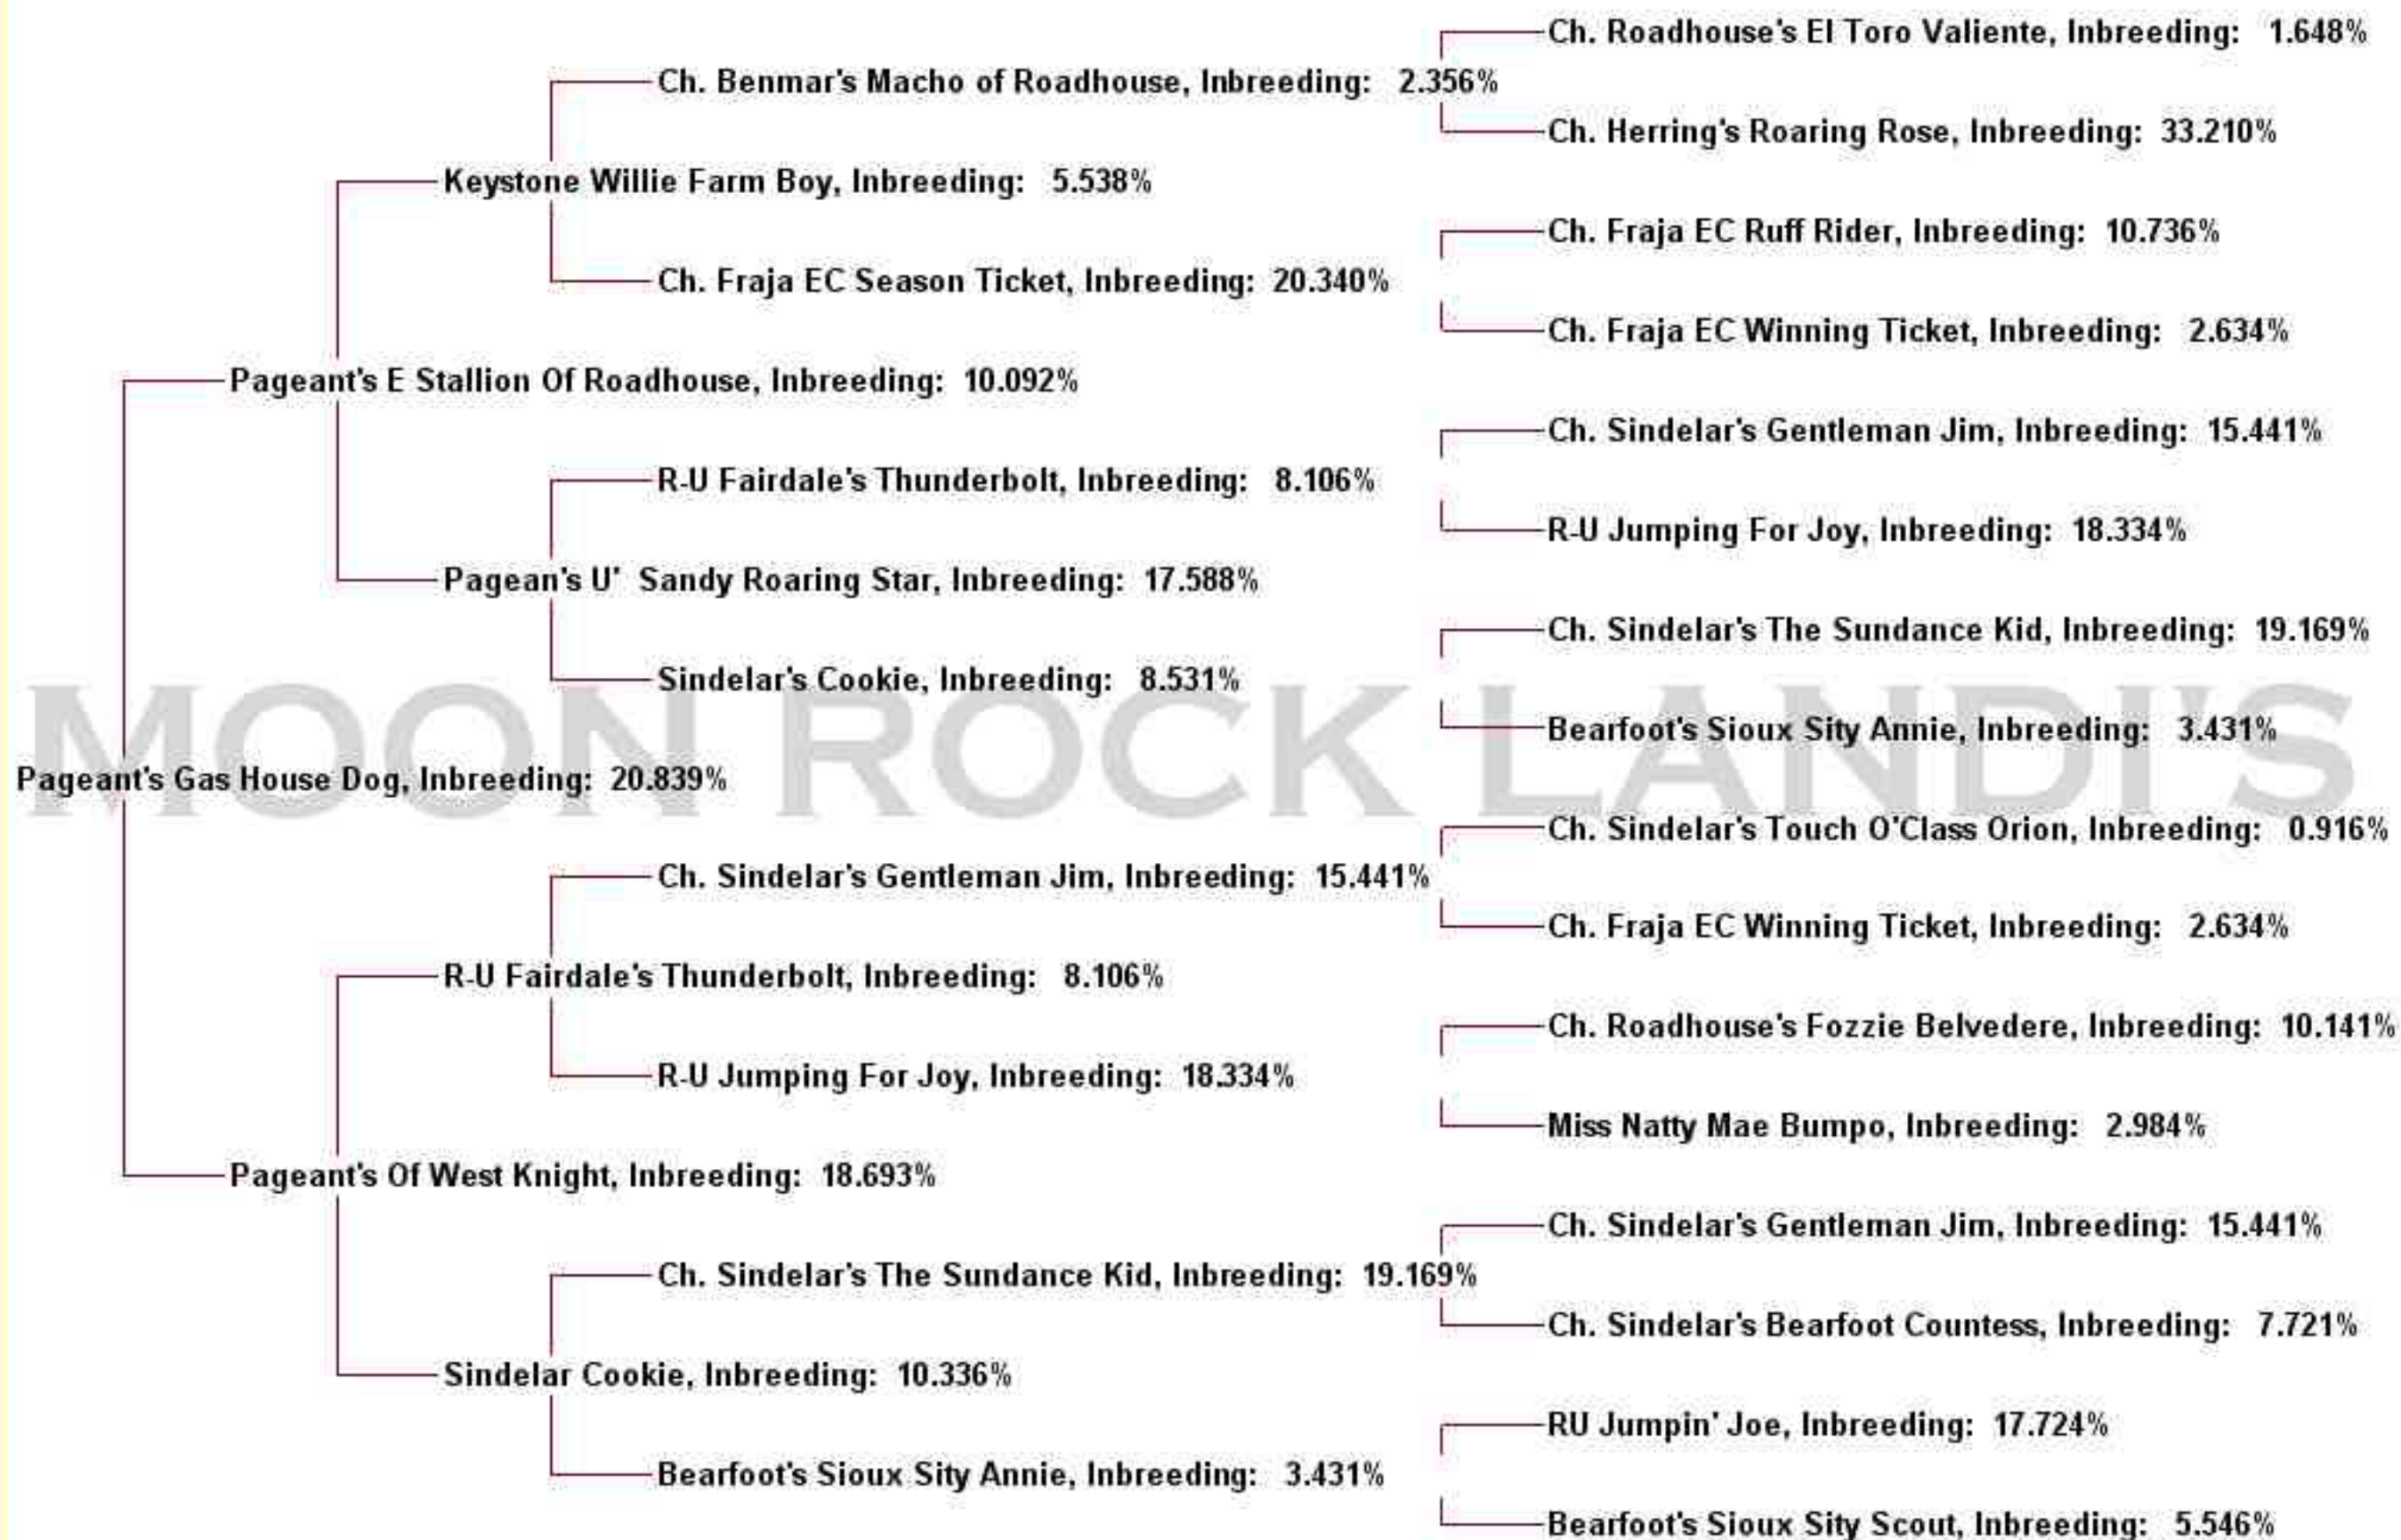 Ch. Roadhouse's El Toro Valiente, Inbreeding: 1.648%
Ch. Benmar's Macho of Roadhouse, Inbreeding: 2.356%
Ch. Herring's Roaring Rose, Inbreeding: 33.210%
Keystone Willie Farm Boy, Inbreeding: 5.538%
Ch. Fraja EC Ruff Rider, Inbreeding: 10.736%
Ch. Fraja EC Season Ticket, Inbreeding: 20.340%
Ch. Fraja EC Winning Ticket, Inbreeding: 2.634%
Pageant's E Stallion Of Roadhouse, Inbreeding: 10.092%
Ch. Sindelar's Gentleman Jim, Inbreeding: 15.441%
R-U Fairdale's Thunderbolt, Inbreeding: 8.106%
R-U Jumping For Joy, Inbreeding: 18.334%
Pagean's U' Sandy Roaring Star, Inbreeding: 17.588%
Ch. Sindelar's The Sundance Kid, Inbreeding: 19.169%
Sindelar's Cookie, Inbreeding: 8.531%
Bearfoot's Sioux Sity Annie, Inbreeding: 3.431%
MOON ROCK LANDI'S
Pageant's Gas House Dog, Inbreeding: 20.839%
Ch. Sindelar's Touch O'Class Orion, Inbreeding: 0.916%
Ch. Sindelar's Gentleman Jim, Inbreeding: 15.441%
Ch. Fraja EC Winning Ticket, Inbreeding: 2.634%
R-U Fairdale's Thunderbolt, Inbreeding: 8.106%
Ch. Roadhouse's Fozzie Belvedere, Inbreeding: 10.141%
R-U Jumping For Joy, Inbreeding: 18.334%
Miss Natty Mae Bumpo, Inbreeding: 2.984%
Pageant's Of West Knight, Inbreeding: 18.693%
Ch. Sindelar's Gentleman Jim, Inbreeding: 15.441%
Ch. Sindelar's The Sundance Kid, Inbreeding: 19.169%
Ch. Sindelar's Bearfoot Countess, Inbreeding: 7.721%
Sindelar Cookie, Inbreeding: 10.336%
RU Jumpin' Joe, Inbreeding: 17.724%
Bearfoot's Sioux Sity Annie, Inbreeding: 3.431%
Bearfoot's Sioux Sity Scout, Inbreeding: 5.546%